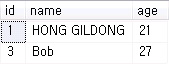 id name age
1 HONG GILDONG 21
3 Bob 27